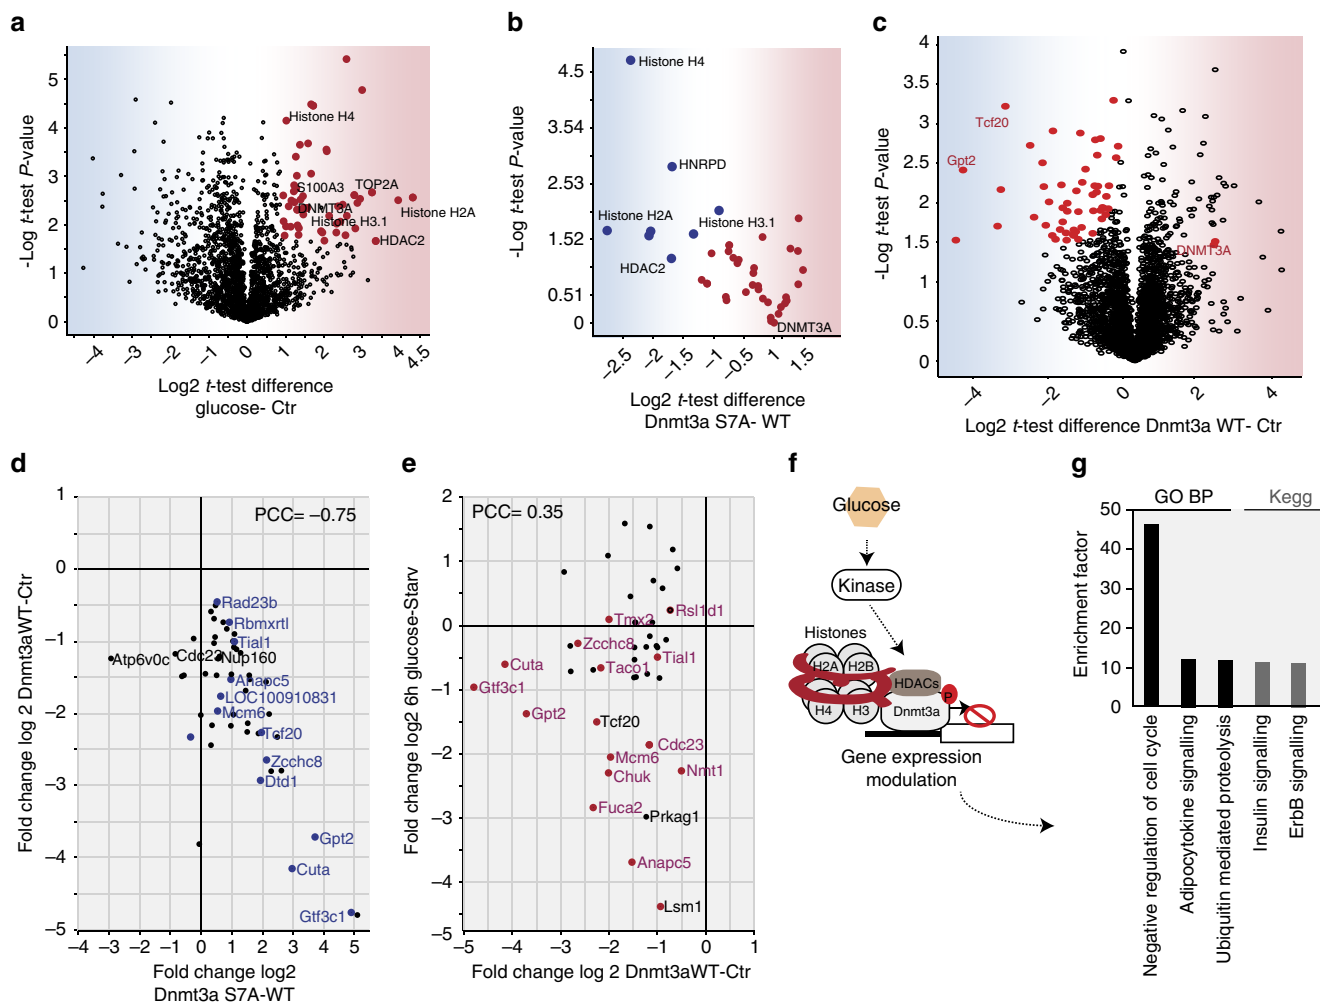 a
-Log t-test P-value
5
4
3
2
1
0
Histone H4
S100A3
TOP2A
DNMT3A
Histone H2A
Histone H3.1
HDAC2
–4
–3
–2
–1
0
1
2
3
4
4.5
Log2 t-test difference
glucose- Ctr
b
-Log t-test P-value
4.5
3.54
2.53
1.52
0.51
0
Histone H4
HNRPD
Histone H2A
Histone H3.1
HDAC2
DNMT3A
–2.5
–2
–1.5
–1
–0.5
1
1.5
Log2 t-test difference
Dnmt3a S7A- WT
c
-Log t-test P-value
4
3.5
3
2.5
2
1.5
1
0.5
0
Tcf20
Gpt2
DNMT3A
–4
–2
0
2
4
Log2 t-test difference Dnmt3a WT- Ctr
d
Fold change log 2 Dnmt3aWT-Ctr
1
0
–1
–2
–3
–4
–5
PCC= –0.75
Rad23b
Rbmxrtl
Tial1
Atp6v0c
Cdc23
Nup160
Anapc5
LOC100910831
Mcm6
Tcf20
Zcchc8
Dtd1
Gpt2
Cuta
Gtf3c1
–4 –3 –2 –1 0 1 2 3 4 5
Fold change log2
Dnmt3a S7A-WT
e
Fold change log2 6h glucose-Starv
2
1
0
–1
–2
–3
–4
–5
PCC= 0.35
Rsl1d1
Tmx2
Zcchc8
Tial1
Cuta
Taco1
Gtf3c1
Gpt2
Tcf20
Cdc23
Mcm6
Nmt1
Chuk
Fuca2
Prkag1
Anapc5
Lsm1
–5 –4 –3 –2 –1 0 1
Fold change log 2 Dnmt3aWT-Ctr
f
Glucose
Kinase
Histones
H2A
H2B
H4
H3
HDACs
P
Dnmt3a
Gene expression
modulation
g
GO BP
Kegg
Enrichment factor
50
40
30
20
10
0
Negative regulation of cell cycle
Adipocytokine signalling
Ubiquitin mediated proteolysis
Insulin signalling
ErbB signalling